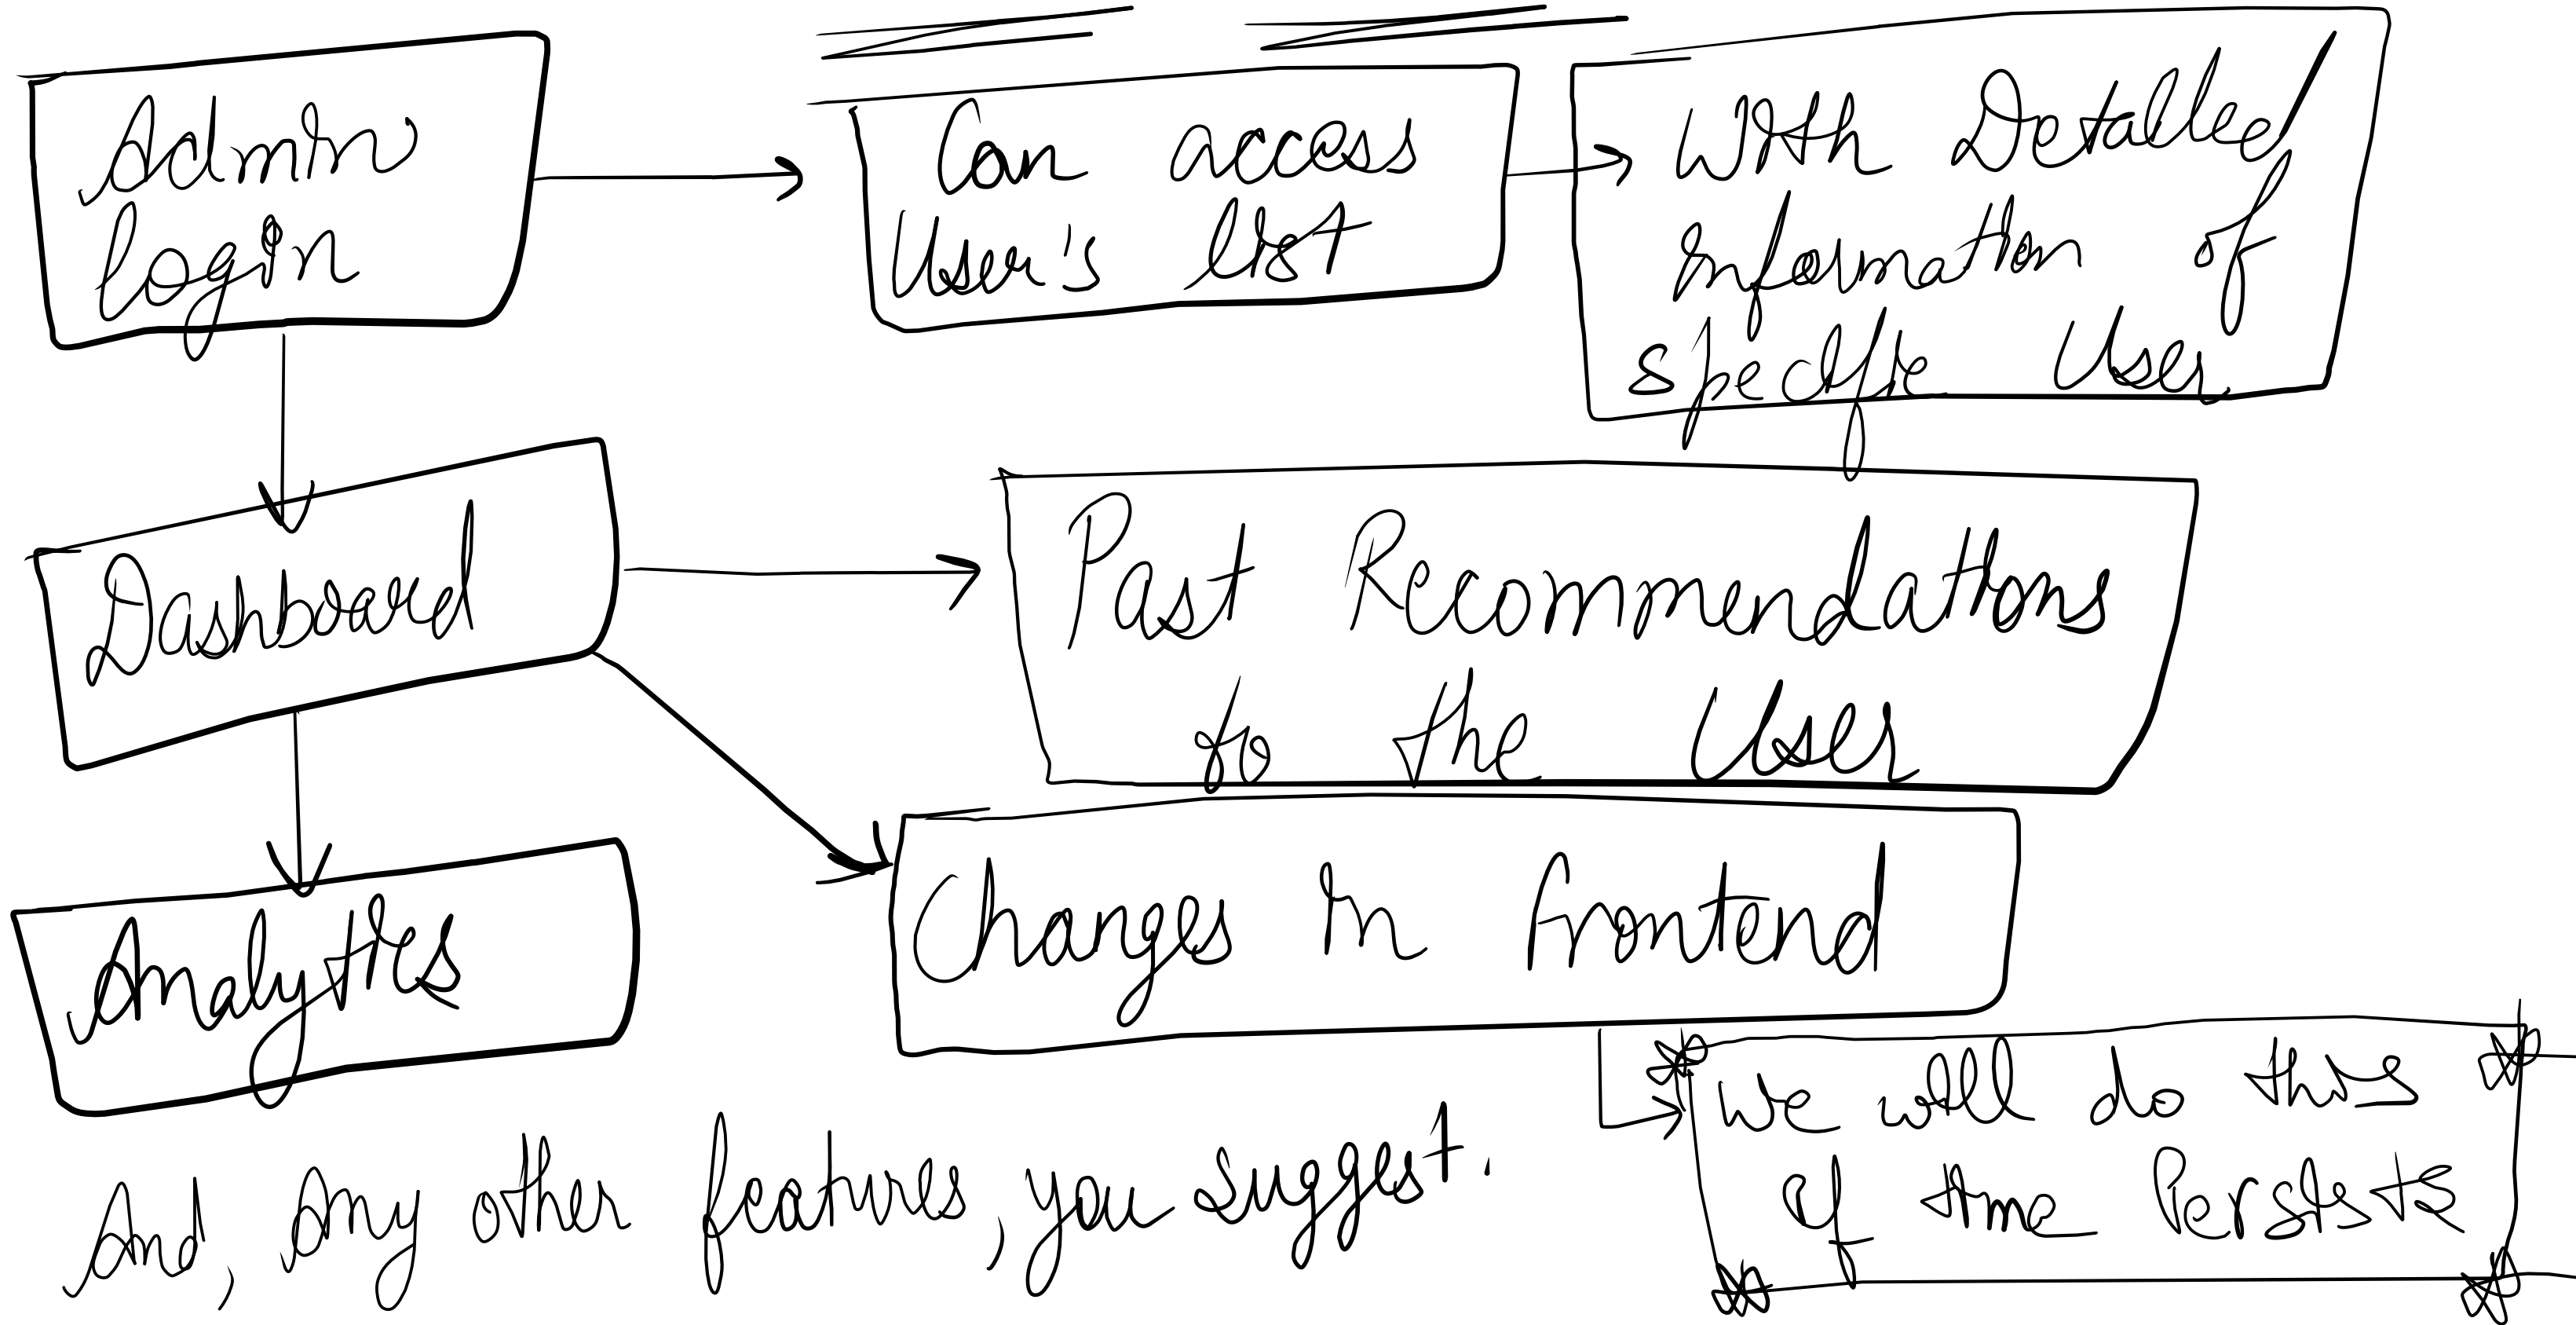 Admin
login
Can access
User's list
With Detailed
information of
specific User
Dashboard
Past Recommendations
to the User
Analytics
Changes in frontend
we will do this
if time Persists
And, any other features, you suggest.